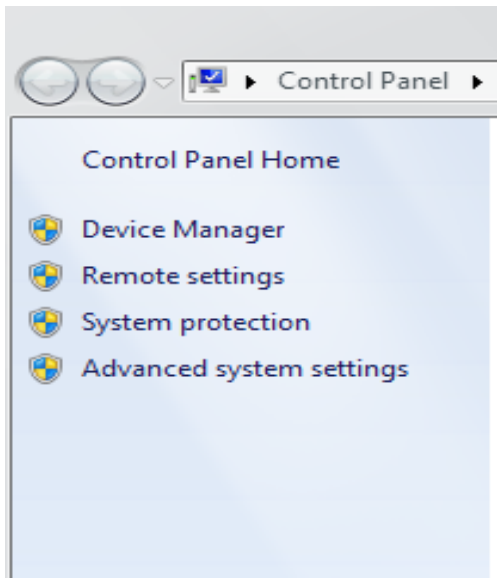 Control Panel
Control Panel Home
Device Manager
Remote settings
System protection
Advanced system settings